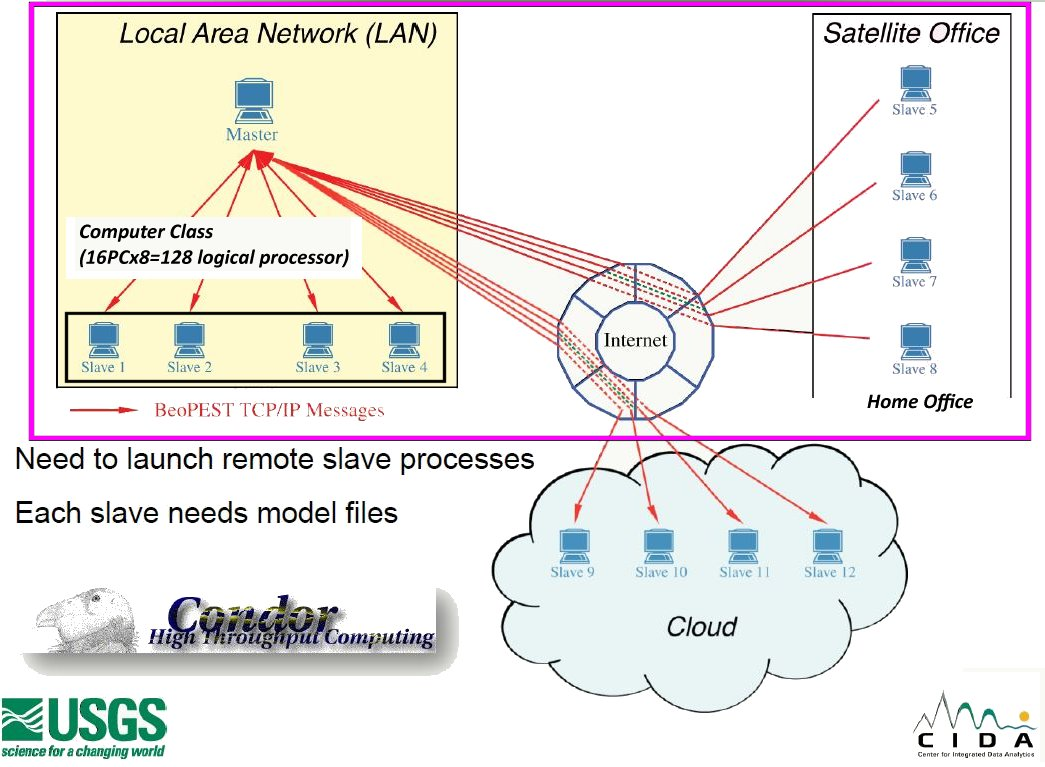 Local Area Network (LAN)
Satellite Office
Master
Slave 5
Slave 6
Computer Class
(16PCx8=128 logical processor)
Slave 7
Internet
Slave 1
Slave 2
Slave 3
Slave 4
Slave 8
BeoPEST TCP/IP Messages
Home Office
Need to launch remote slave processes
Each slave needs model files
Slave 9
Slave 10
Slave 11
Slave 12
Cloud
Condor
High Throughput Computing
USGS
science for a changing world
CIDA
Center for Integrated Data Analytics